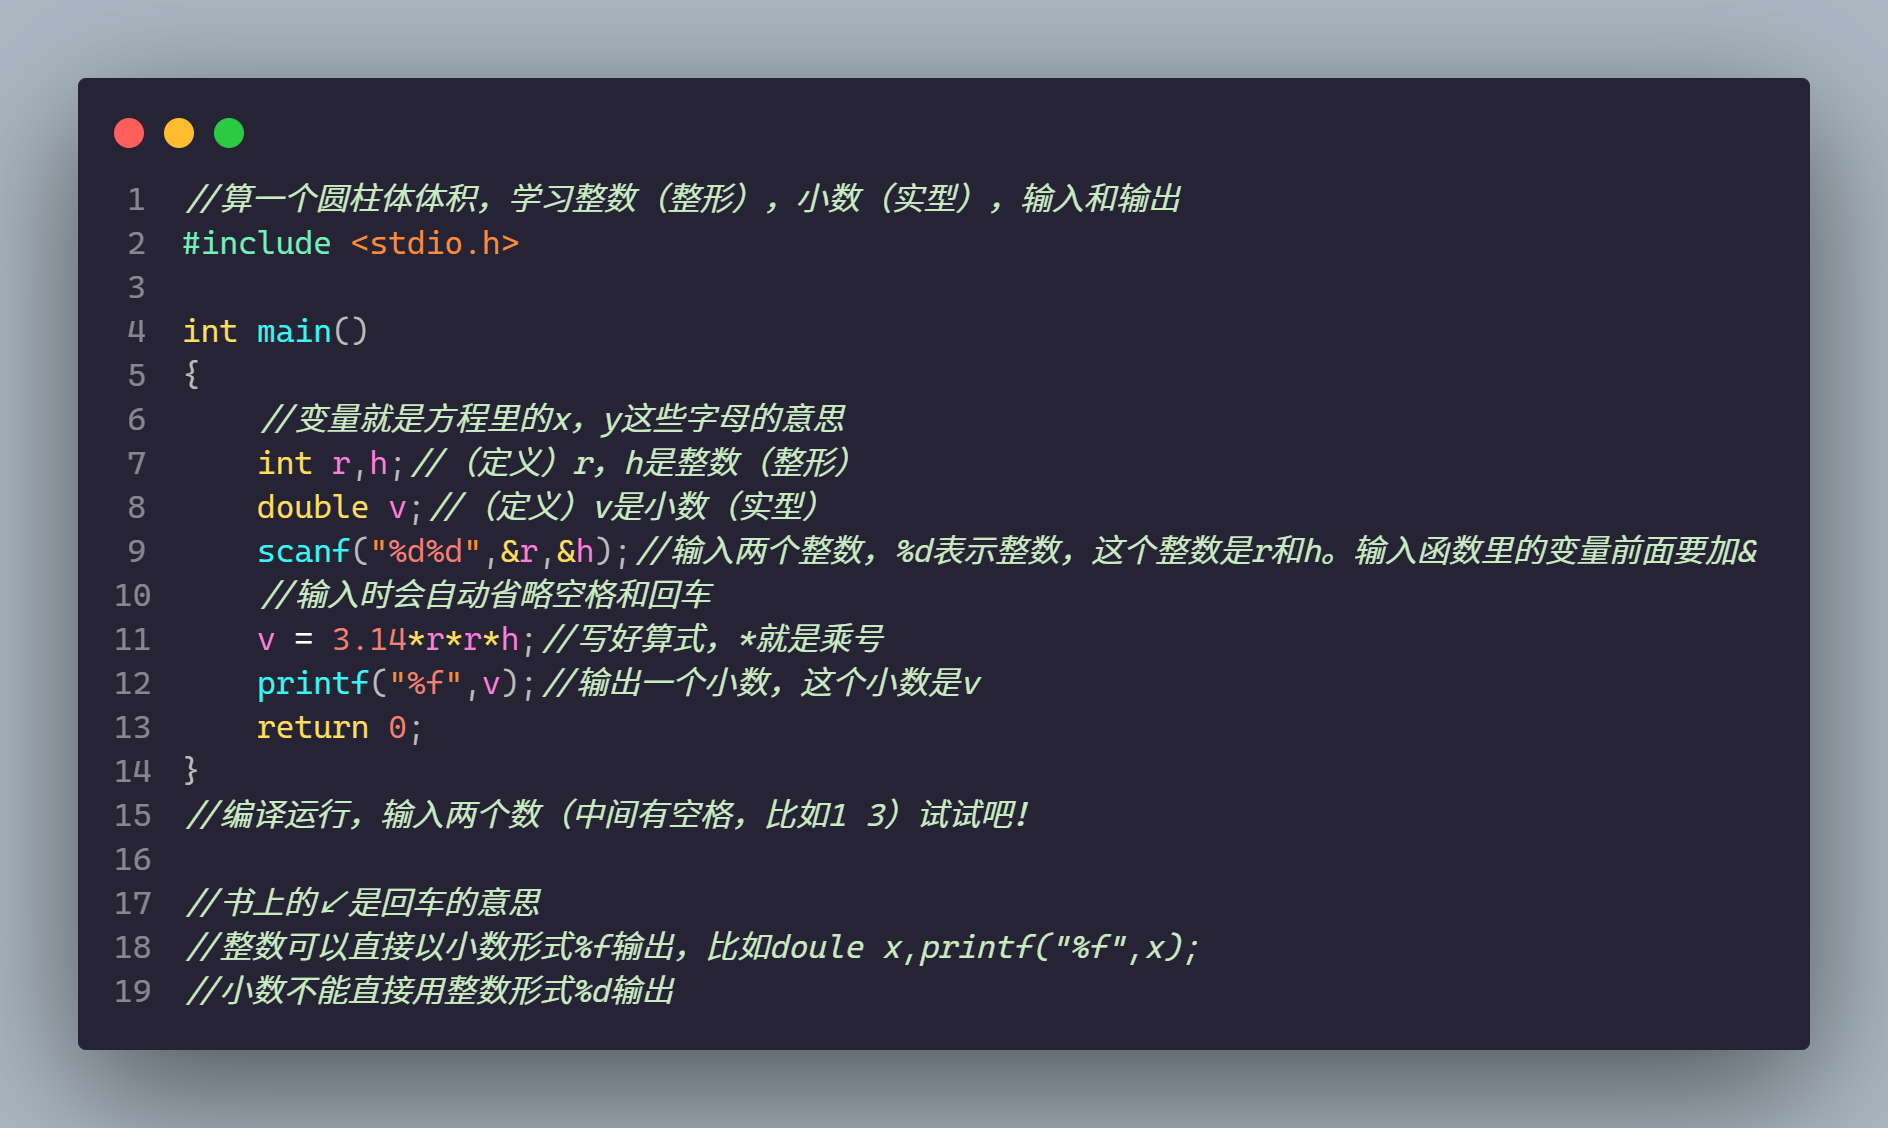 1 //算一个圆柱体体积，学习整数（整形），小数（实型），输入和输出
2 #include <stdio.h>
3
4 int main()
5 {
6     //变量就是方程里的x，y这些字母的意思
7     int r,h;//（定义）r，h是整数（整形）
8     double v;//（定义）v是小数（实型）
9     scanf("%d%d",&r,&h);//输入两个整数，%d表示整数，这个整数是r和h。输入函数里的变量前面要加&
10     //输入时会自动省略空格和回车
11     v = 3.14*r*r*h;//写好算式，*就是乘号
12     printf("%f",v);//输出一个小数，这个小数是v
13     return 0;
14 }
15 //编译运行，输入两个数（中间有空格，比如1 3）试试吧！
16
17 //书上的↙是回车的意思
18 //整数可以直接以小数形式%f输出，比如doule x,printf("%f",x);
19 //小数不能直接用整数形式%d输出